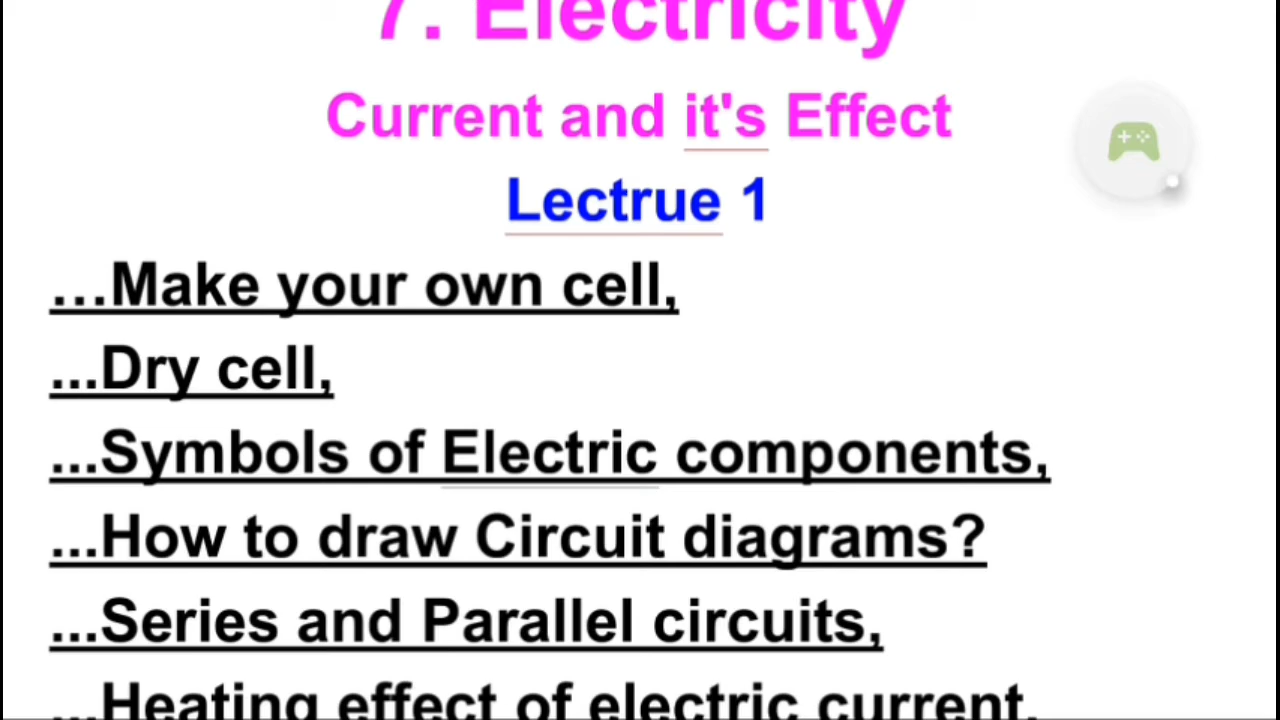 7. Electricity
Current and it's Effect
Lectrue 1
...Make your own cell,
...Dry cell,
...Symbols of Electric components,
...How to draw Circuit diagrams?
...Series and Parallel circuits,
...Heating effect of electric current,